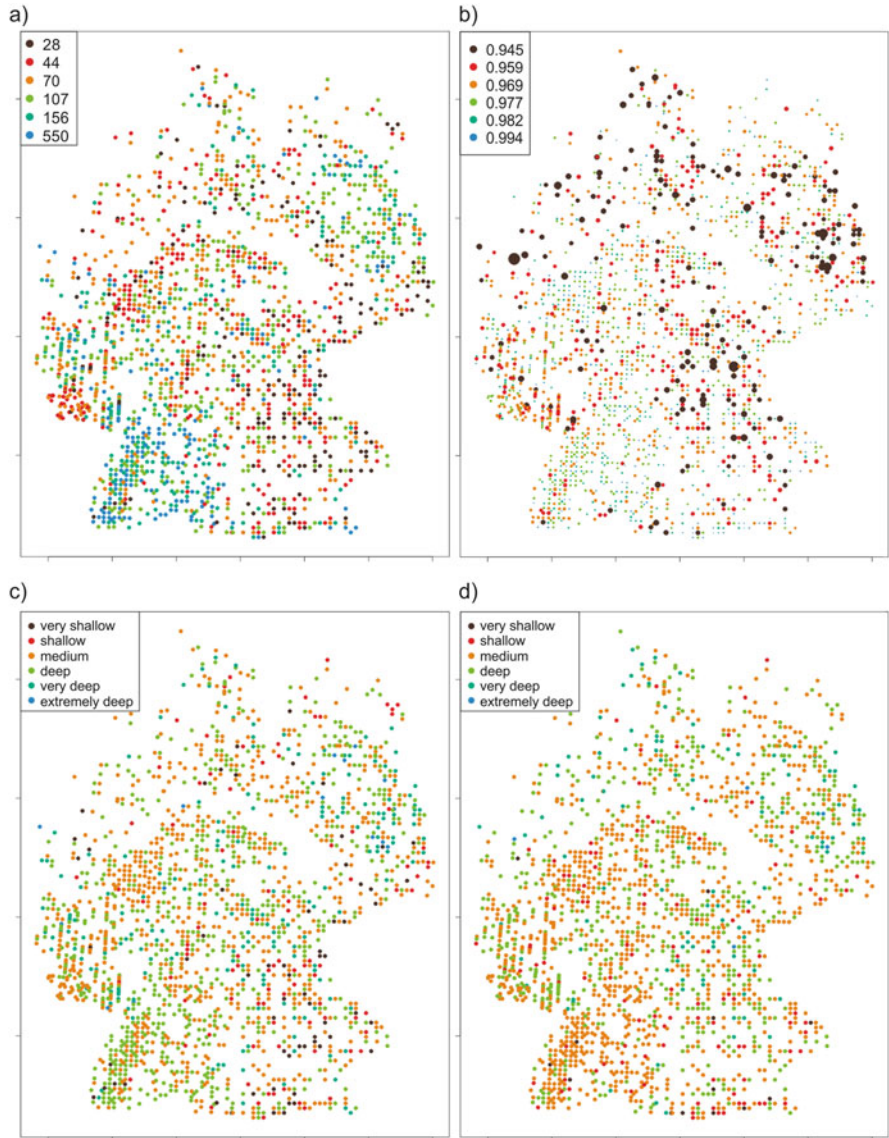 a)
28
44
70
107
156
550
b)
0.945
0.959
0.969
0.977
0.982
0.994
c)
very shallow
shallow
medium
deep
very deep
extremely deep
d)
very shallow
shallow
medium
deep
very deep
extremely deep